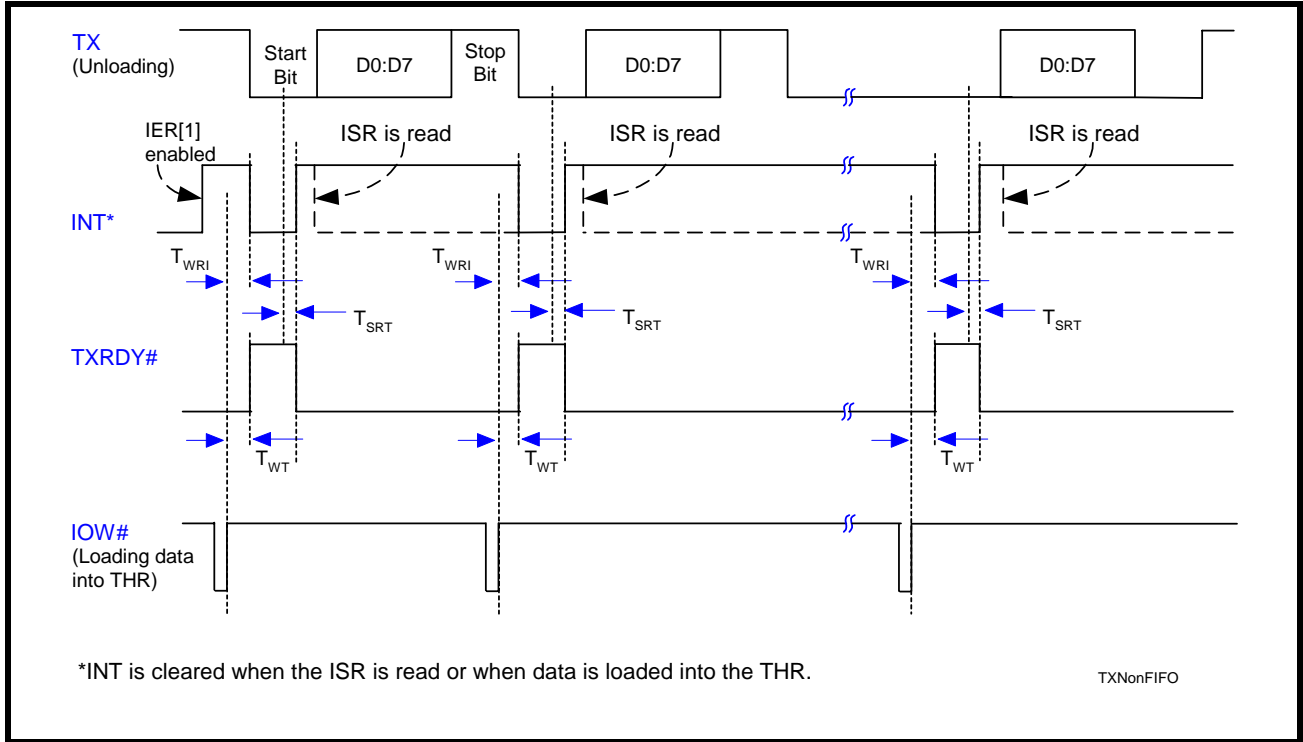 TX
(Unloading)
Start
Bit
D0:D7
Stop
Bit
D0:D7
D0:D7
IER[1]
enabled
ISR is read
ISR is read
ISR is read
INT*
TWRI
TWRI
TWRI
TSRT
TSRT
TSRT
TXRDY#
TWT
TWT
TWT
IOW#
(Loading data
into THR)
*INT is cleared when the ISR is read or when data is loaded into the THR.
TXNonFIFO